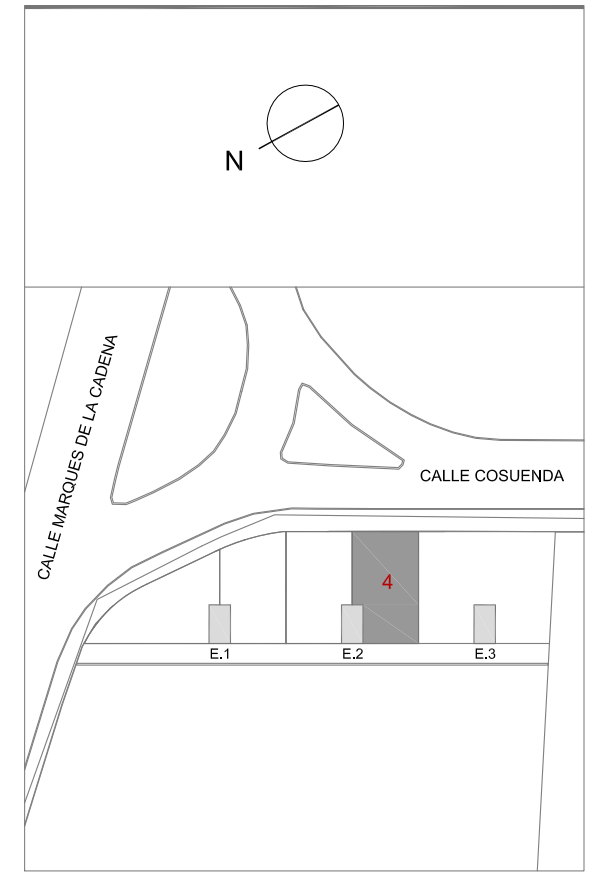 N
CALLE MARQUES DE LA CADENA
CALLE COSUENDA
4
E.1
E.2
E.3